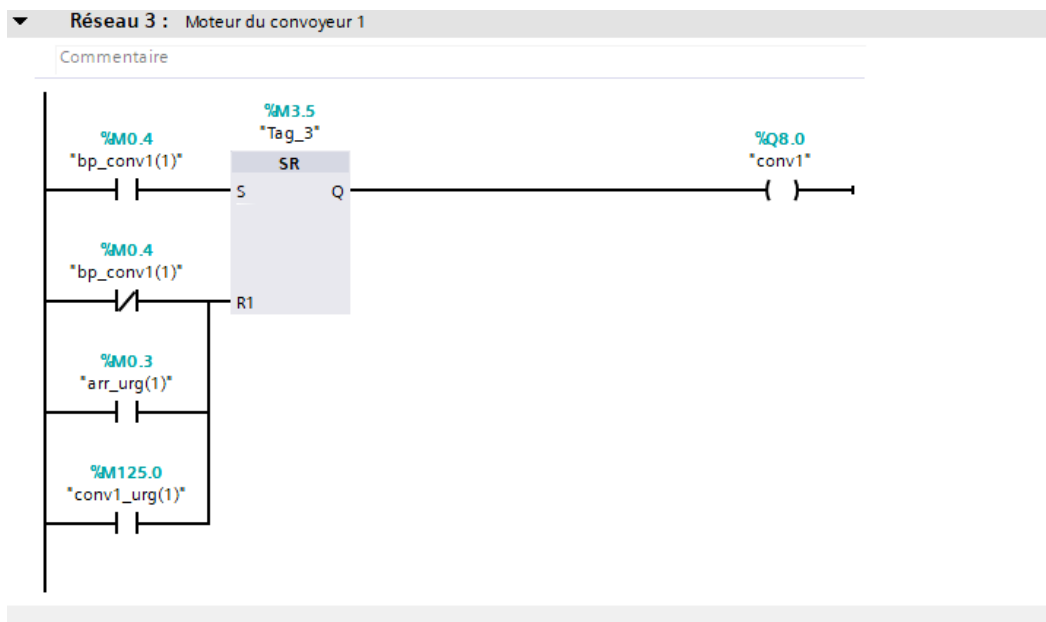 Réseau 3 : Moteur du convoyeur 1
Commentaire
%M3.5
"Tag_3"
%M0.4
"bp_conv1(1)"
SR
%Q8.0
"conv1"
S Q
%M0.4
"bp_conv1(1)"
R1
%M0.3
"arr_urg(1)"
%M125.0
"conv1_urg(1)"